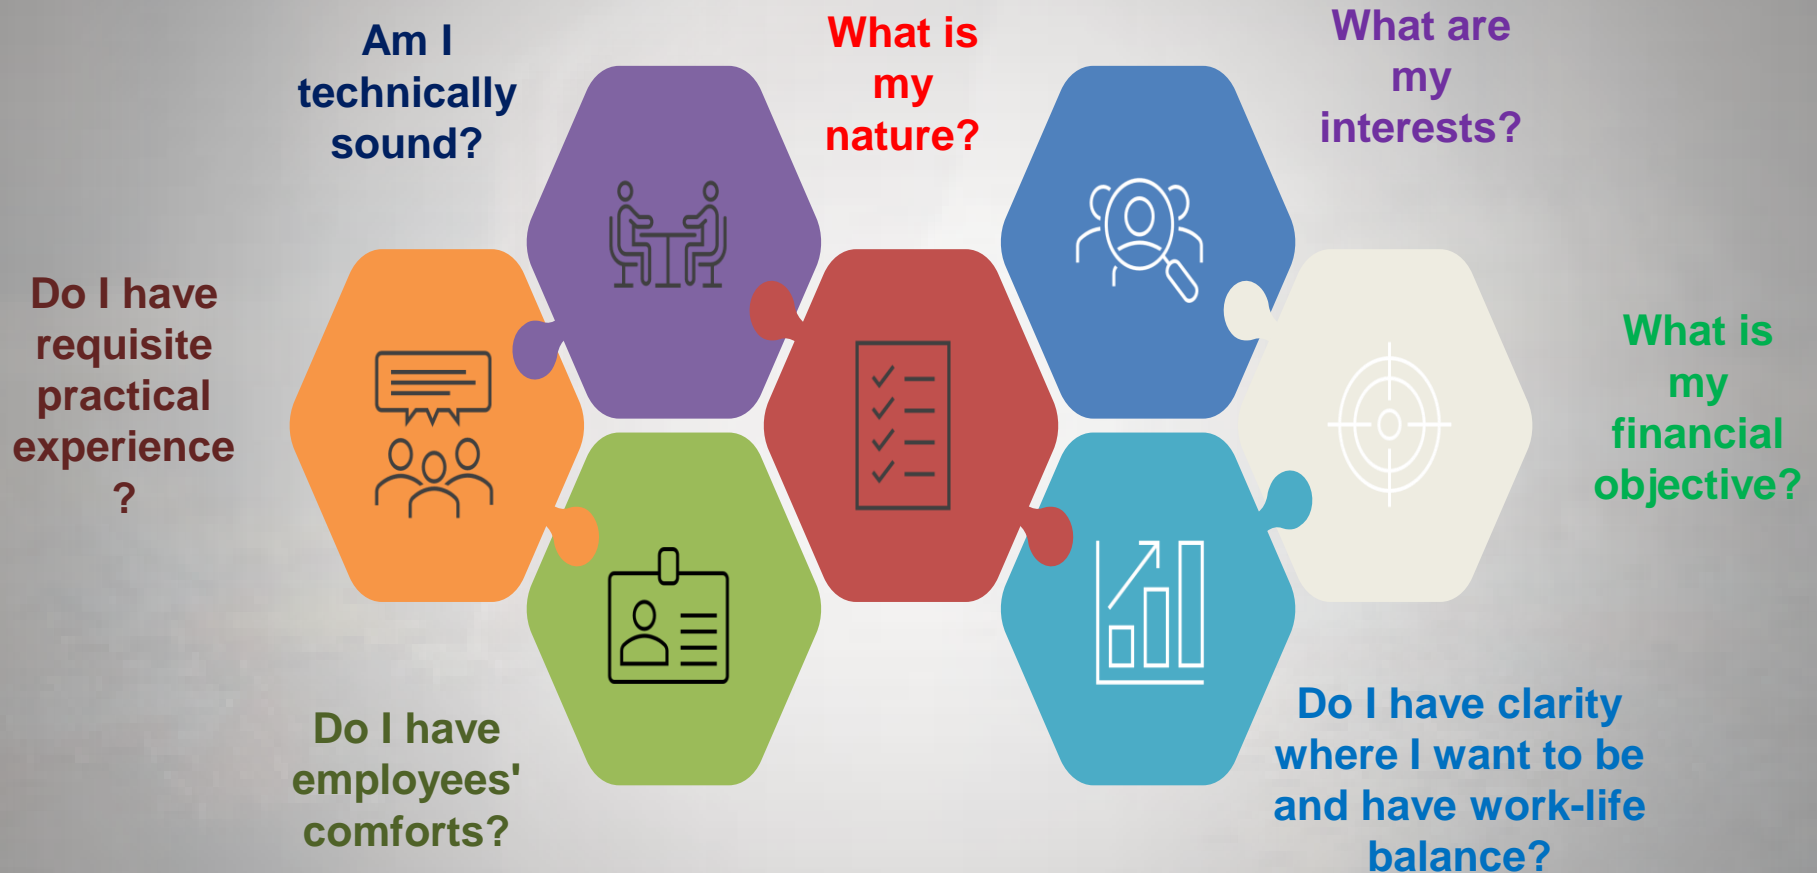 Am I
technically
sound?
What is
my
nature?
What are
my
interests?
Do I have
requisite
practical
experience
?
What is
my
financial
objective?
Do I have
employees'
comforts?
Do I have clarity
where I want to be
and have work-life
balance?